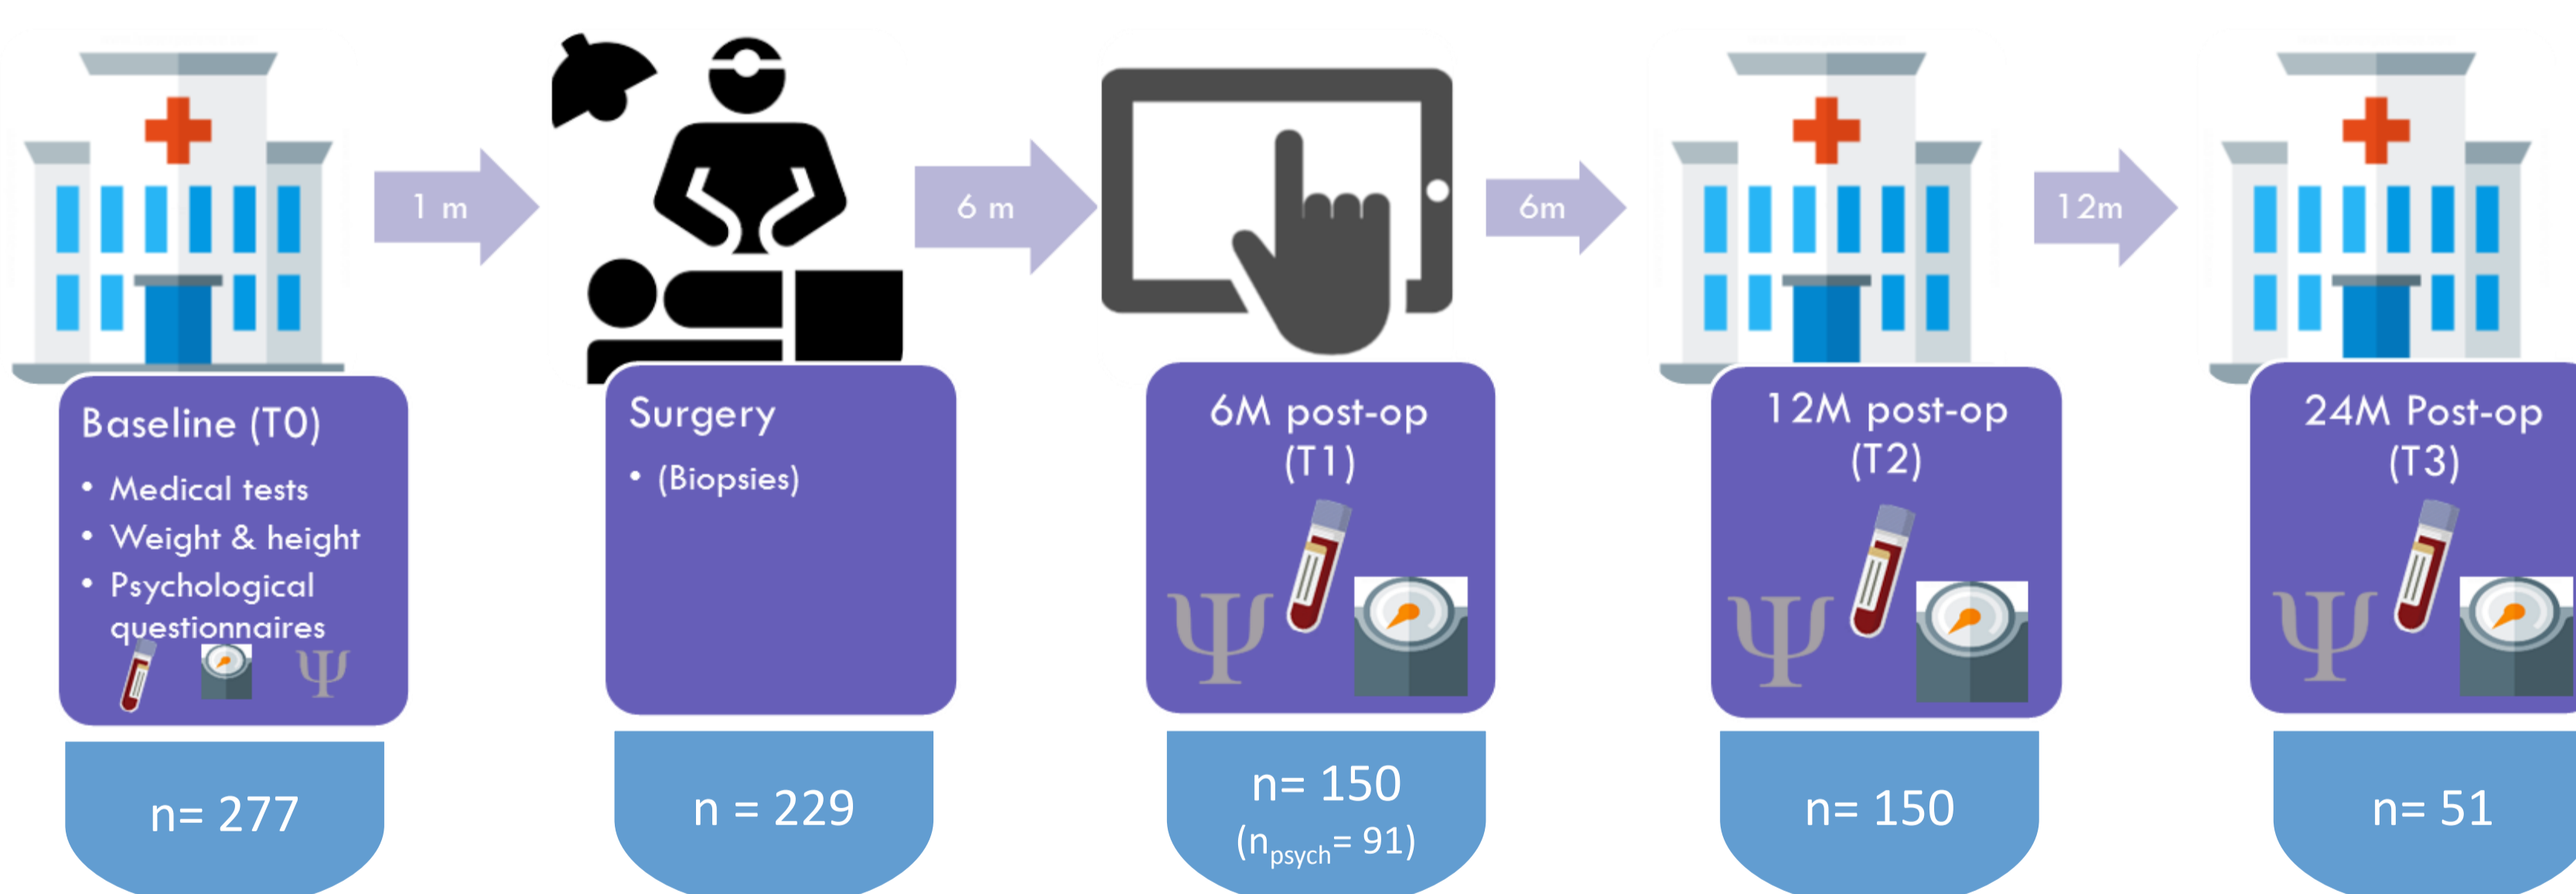 1 m
6 m
6m
12m
Baseline (T0)
• Medical tests
• Weight & height
• Psychological
questionnaires
Ψ
Surgery
• (Biopsies)
6M post-op
(T1)
Ψ
12M post-op
(T2)
Ψ
24M Post-op
(T3)
Ψ
n= 277
n = 229
n= 150
(npsych= 91)
n= 150
n= 51